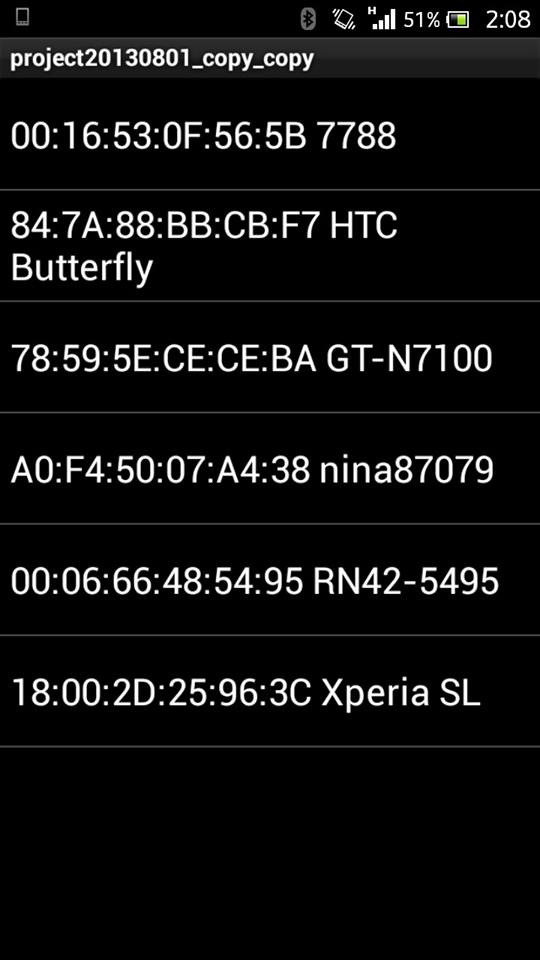 H 51% 2:08
project20130801_copy_copy
00:16:53:0F:56:5B 7788
84:7A:88:BB:CB:F7 HTC
Butterfly
78:59:5E:CE:CE:BA GT-N7100
A0:F4:50:07:A4:38 nina87079
00:06:66:48:54:95 RN42-5495
18:00:2D:25:96:3C Xperia SL